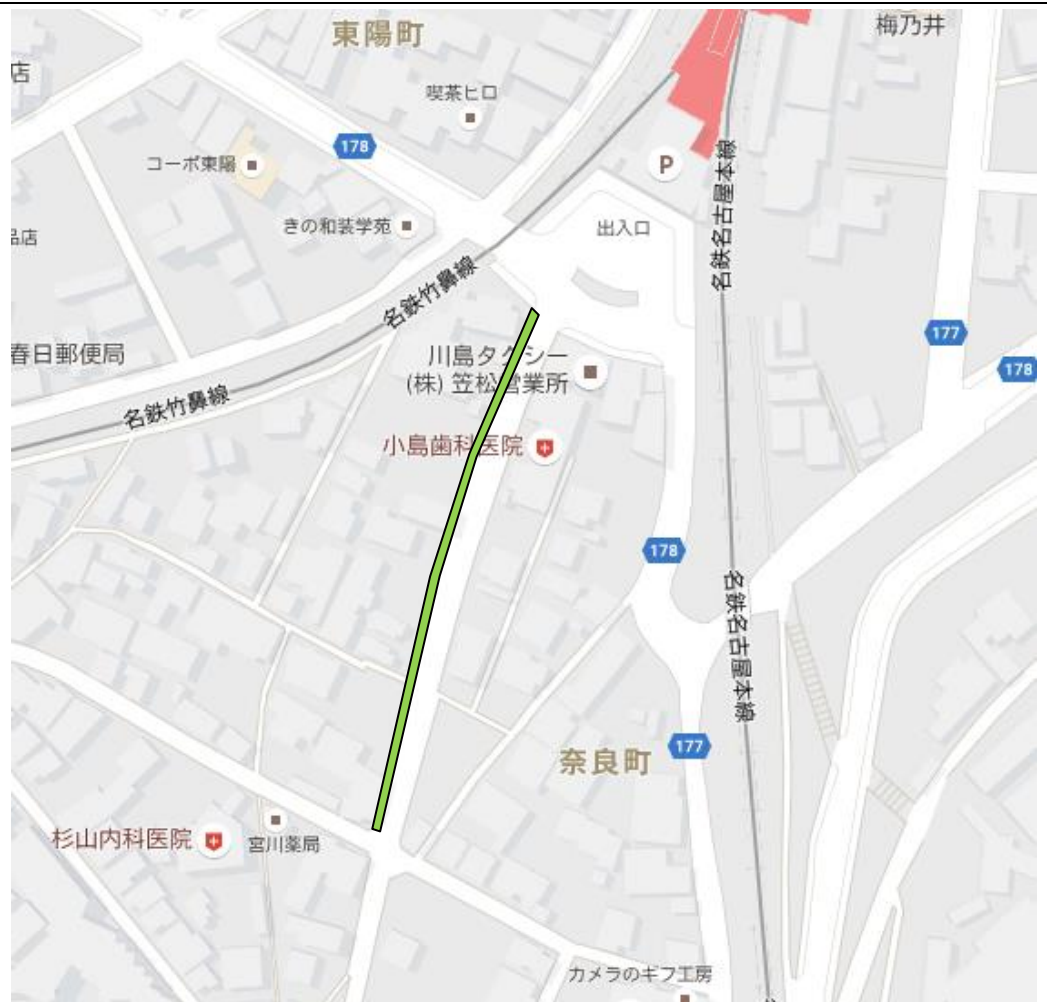 東陽町
梅乃井
店
喫茶ヒロ
178
コーポ東陽
P
きの和装学苑
出入口
品店
名鉄名古屋本線
名鉄竹鼻線
177
春日郵便局
川島タクシー
(株) 笠松営業所
178
名鉄竹鼻線
小島歯科医院
178
名鉄名古屋本線
177
奈良町
杉山内科医院
宮川薬局
カメラのギフ工房